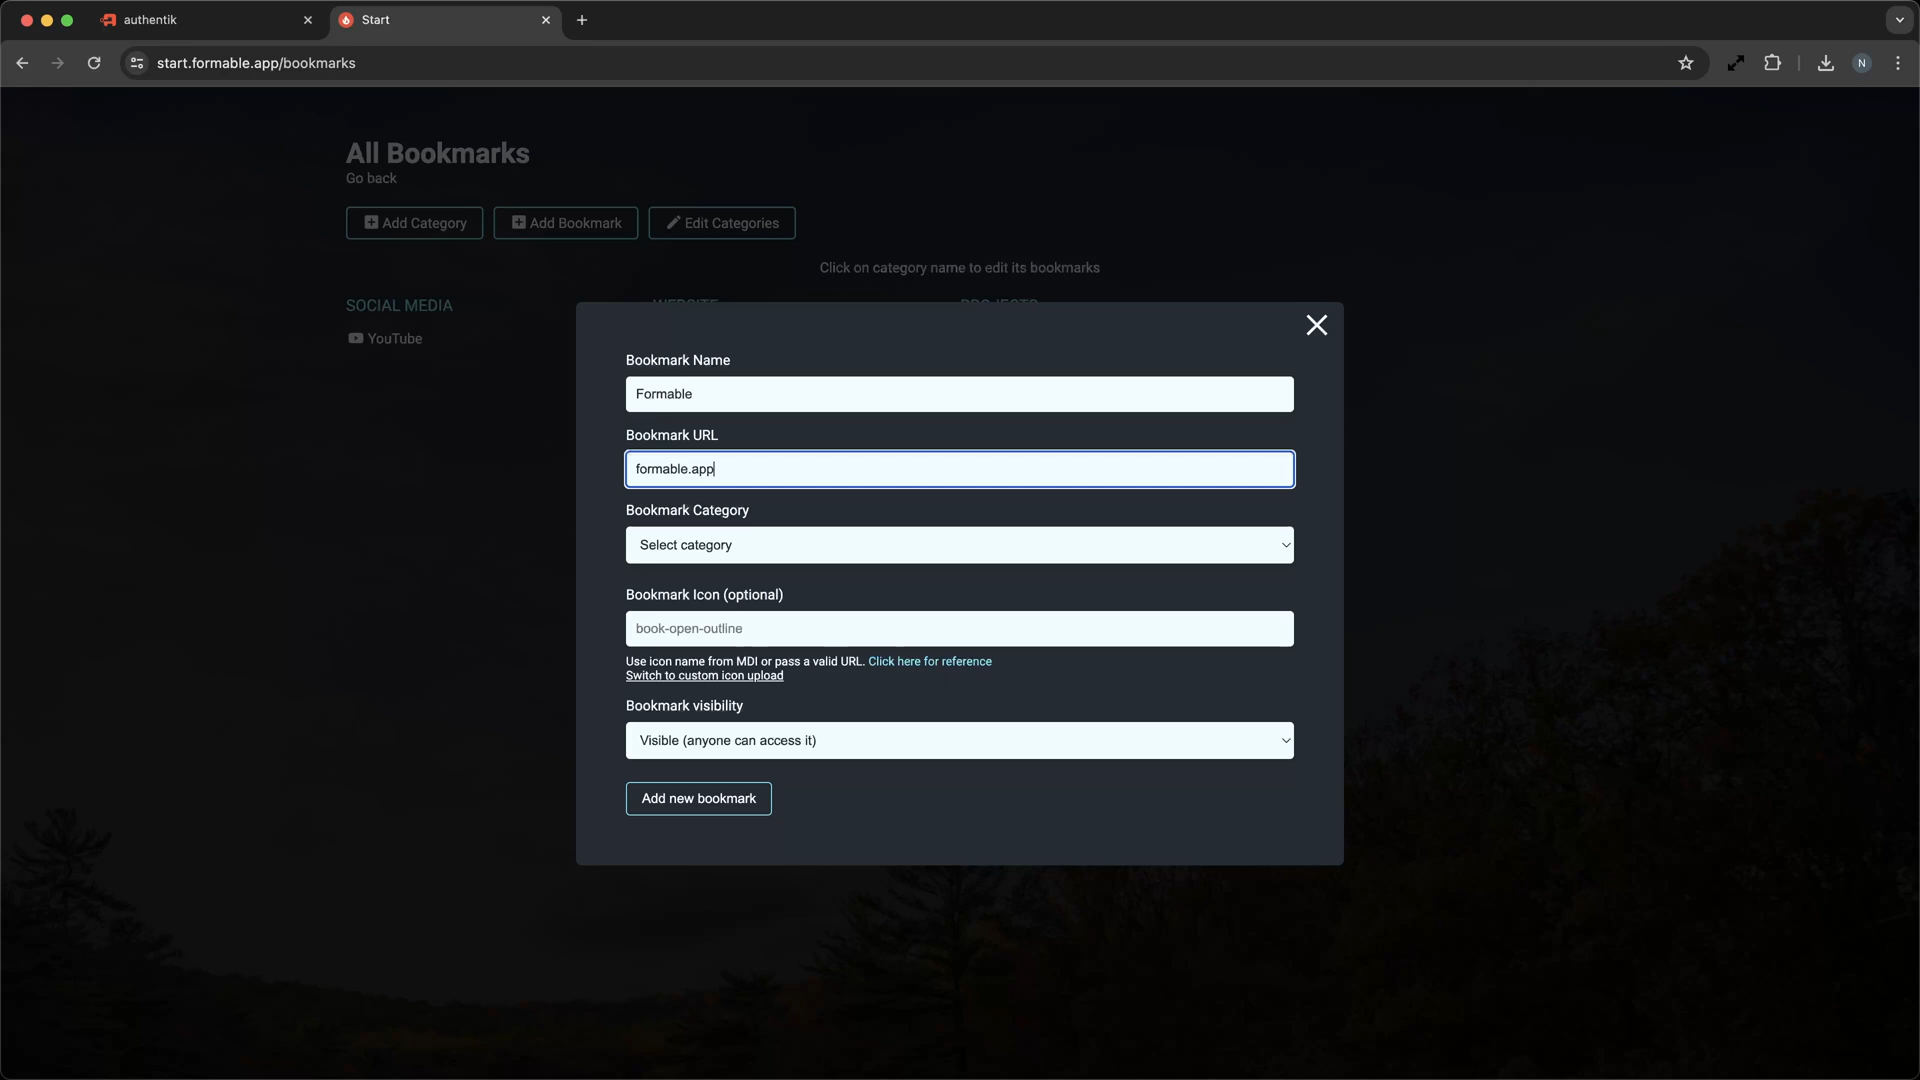 authentik
Start
start.formable.app/bookmarks
N
All Bookmarks
Go back
Add Category
Add Bookmark
Edit Categories
Click on category name to edit its bookmarks
SOCIAL MEDIA
WEBSITE
PROJECTS
YouTube
Bookmark Name
Formable
Bookmark URL
formable.app
Bookmark Category
Select category
Bookmark Icon (optional)
book-open-outline
Use icon name from MDI or pass a valid URL. Click here for reference
Switch to custom icon upload
Bookmark visibility
Visible (anyone can access it)
Add new bookmark